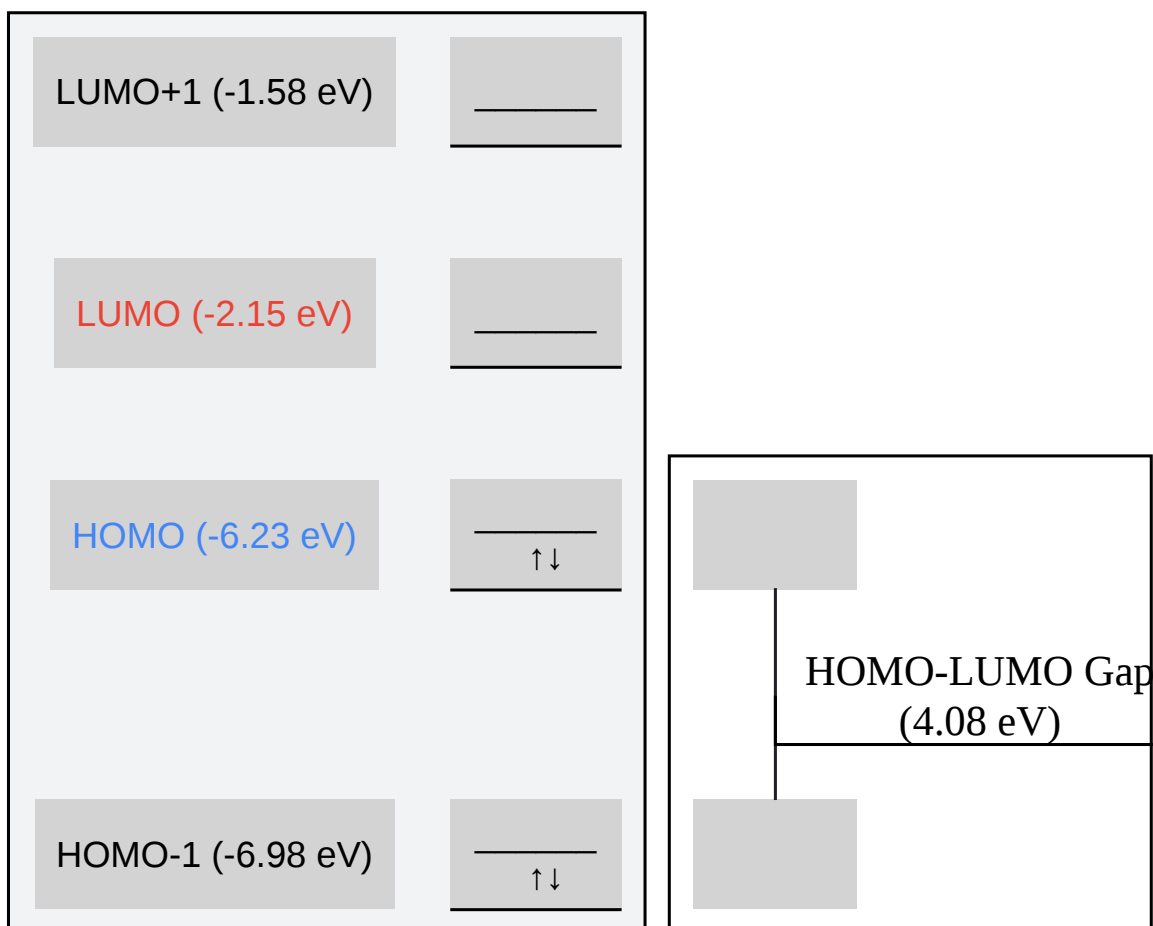 LUMO+1 (-1.58 eV)
______
LUMO (-2.15 eV)
______
HOMO (-6.23 eV)
______
↑↓
HOMO-LUMO Gap
(4.08 eV)
HOMO-1 (-6.98 eV)
______
↑↓